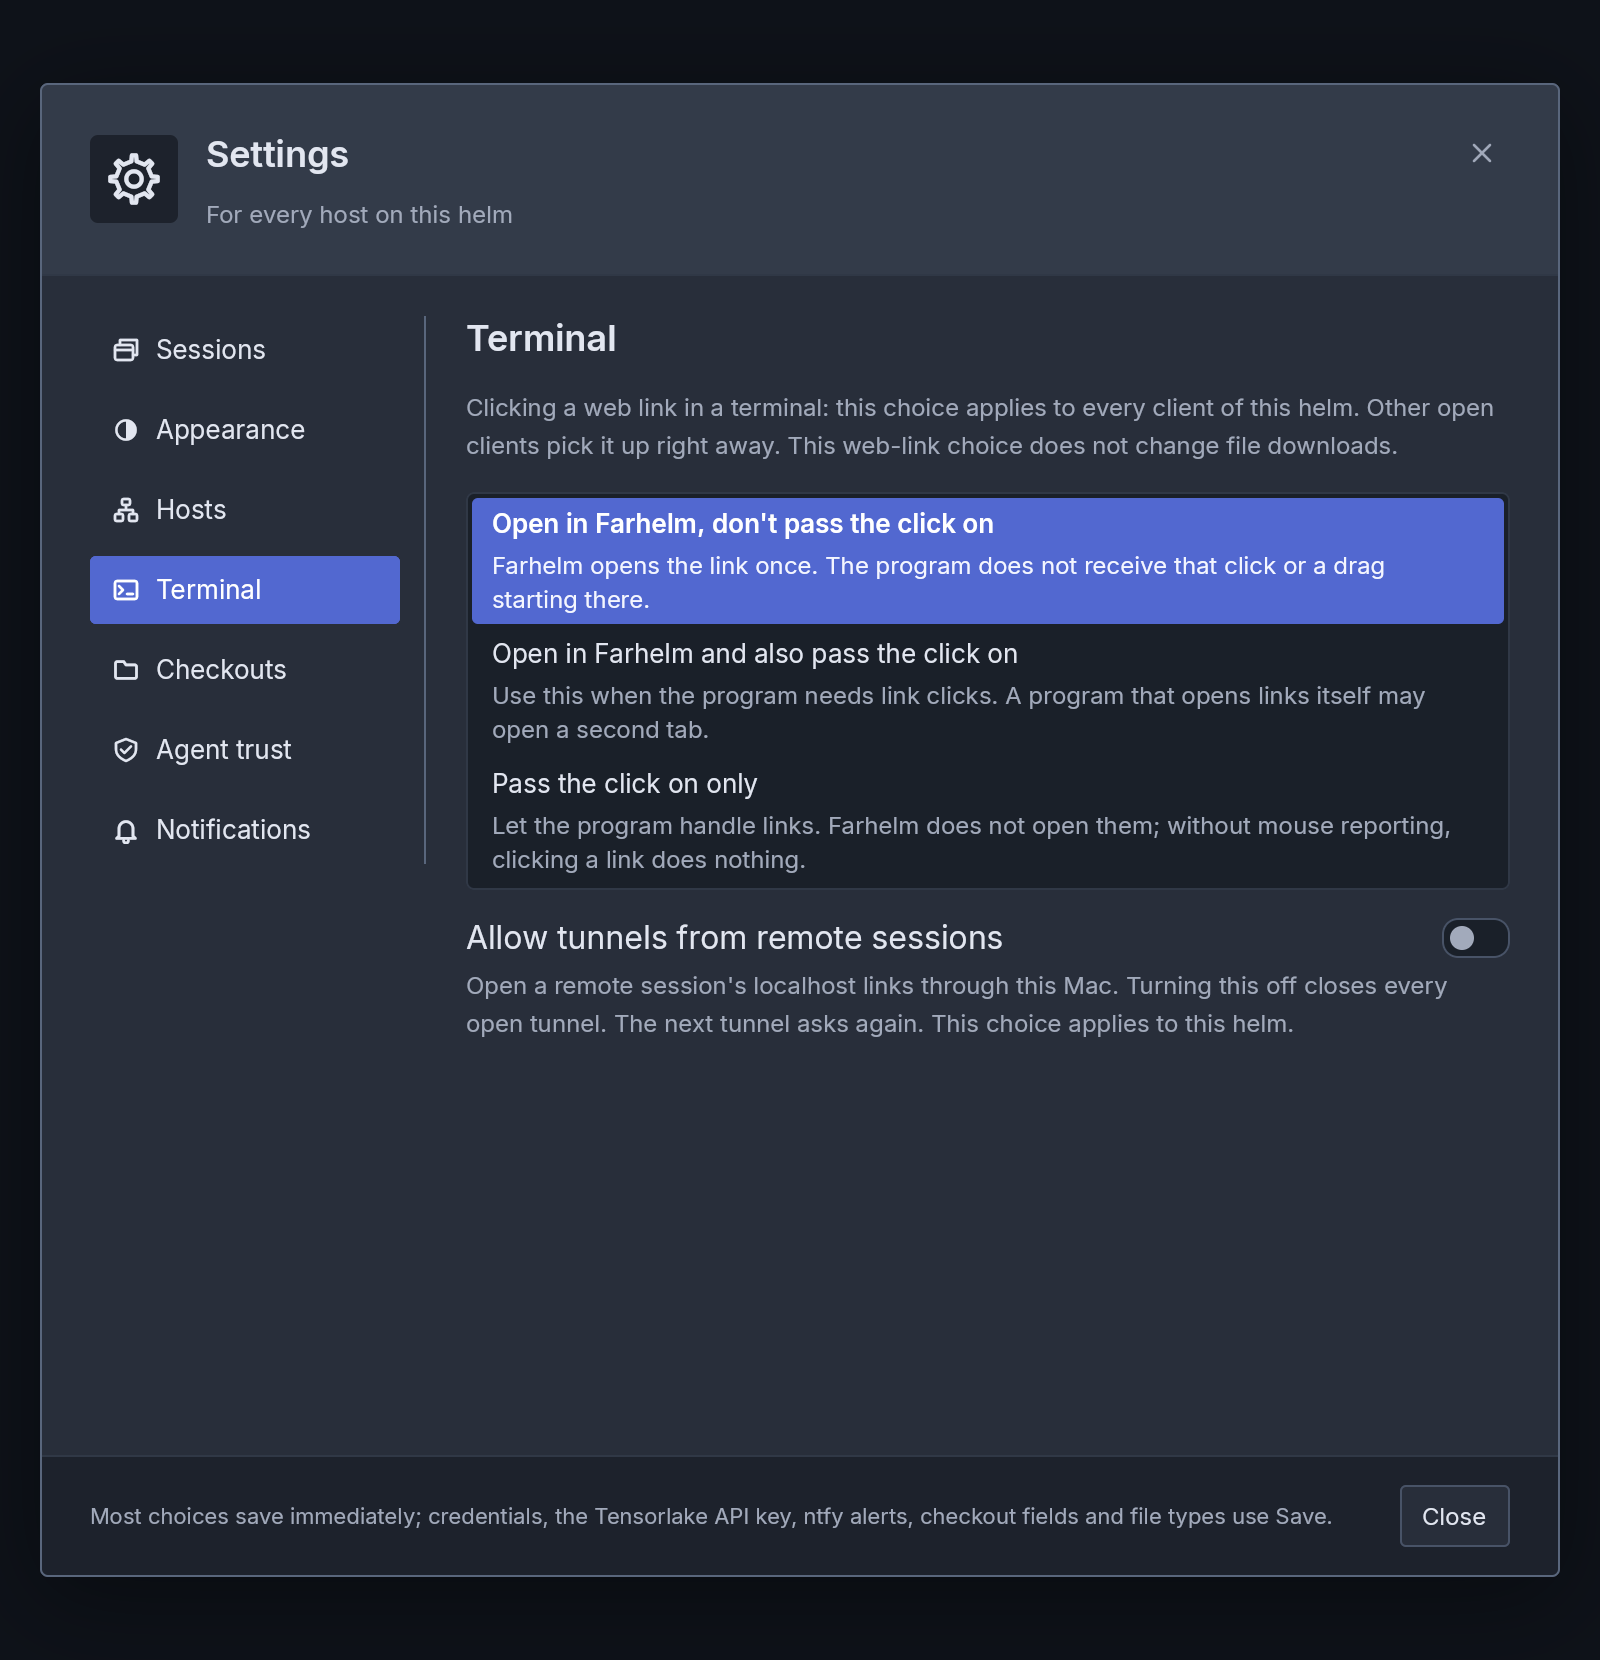 Settings
For every host on this helm
Sessions
Appearance
Hosts
Terminal
Checkouts
Agent trust
Notifications
Terminal
Clicking a web link in a terminal: this choice applies to every client of this helm. Other open
clients pick it up right away. This web-link choice does not change file downloads.
Open in Farhelm, don't pass the click on
Farhelm opens the link once. The program does not receive that click or a drag
starting there.
Open in Farhelm and also pass the click on
Use this when the program needs link clicks. A program that opens links itself may
open a second tab.
Pass the click on only
Let the program handle links. Farhelm does not open them; without mouse reporting,
clicking a link does nothing.
Allow tunnels from remote sessions
Open a remote session's localhost links through this Mac. Turning this off closes every
open tunnel. The next tunnel asks again. This choice applies to this helm.
Most choices save immediately; credentials, the Tensorlake API key, ntfy alerts, checkout fields and file types use Save.
Close